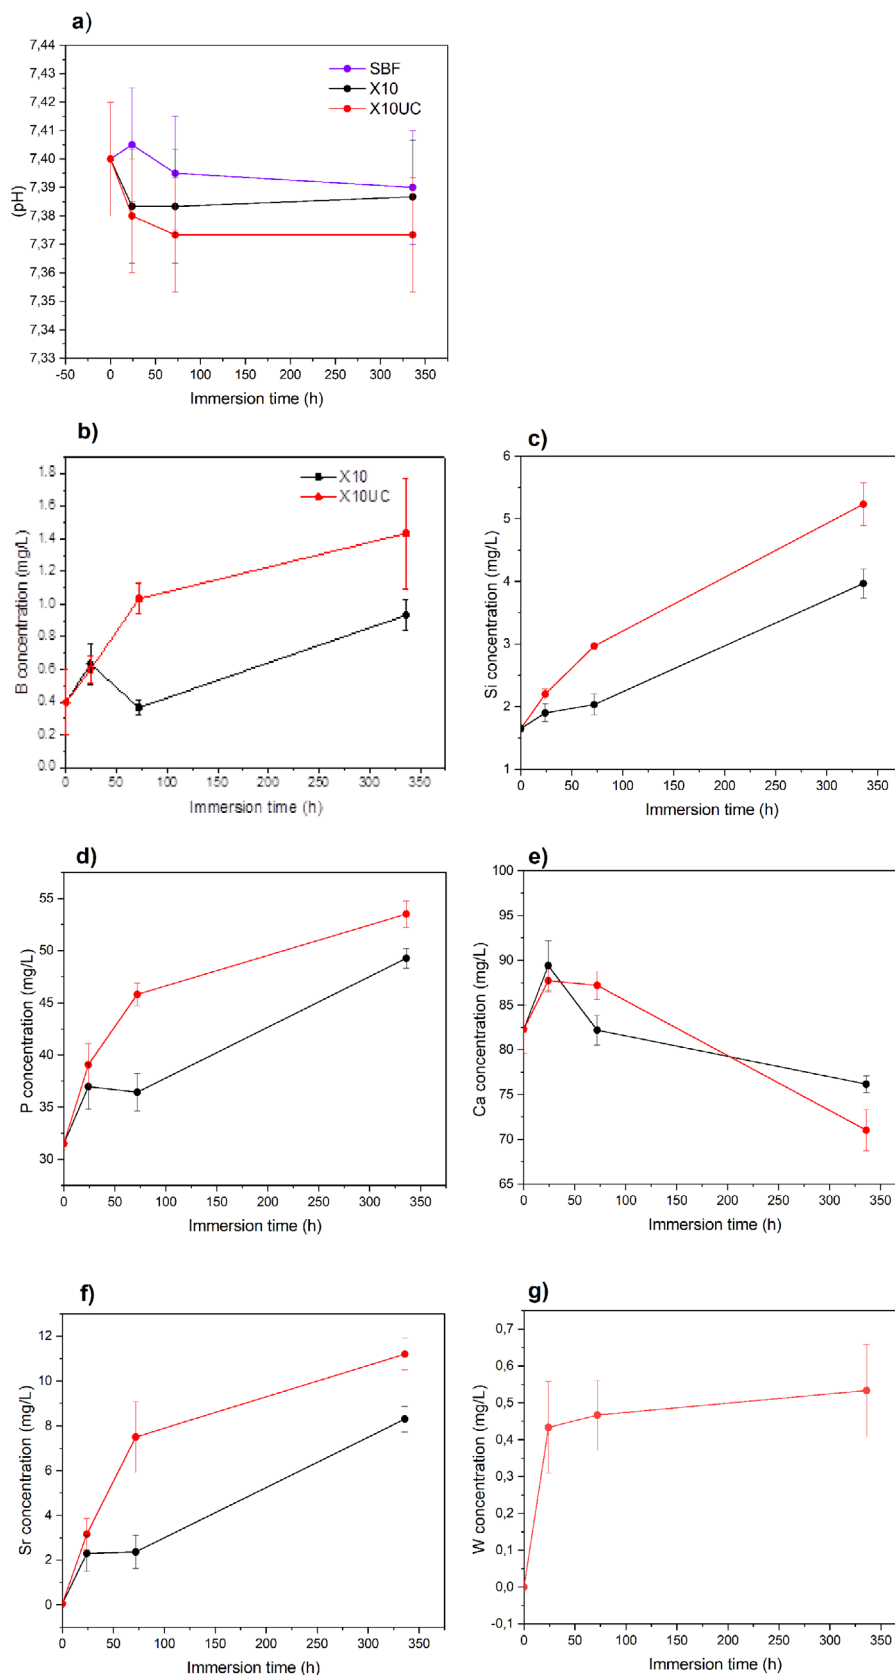 a)
7,44
7,43
7,42
7,41
7,40
7,39
7,38
7,37
7,36
7,35
7,34
7,33
(pH)
SBF
X10
X10UC
-50 0 50 100 150 200 250 300 350
Immersion time (h)
b)
1.8
1.6
1.4
1.2
1.0
0.8
0.6
0.4
0.2
0.0
B concentration (mg/L)
X10
X10UC
0 50 100 150 200 250 300 350
Immersion time (h)
c)
6
5
4
3
2
1
Si concentration (mg/L)
0 50 100 150 200 250 300 350
Immersion time (h)
d)
55
50
45
40
35
30
P concentration (mg/L)
0 50 100 150 200 250 300 350
Immersion time (h)
e)
100
95
90
85
80
75
70
65
Ca concentration (mg/L)
0 50 100 150 200 250 300 350
Immersion time (h)
f)
12
10
8
6
4
2
0
Sr concentration (mg/L)
0 50 100 150 200 250 300 350
Immersion time (h)
g)
0,7
0,6
0,5
0,4
0,3
0,2
0,1
0,0
-0,1
W concentration (mg/L)
0 50 100 150 200 250 300 350
Immersion time (h)